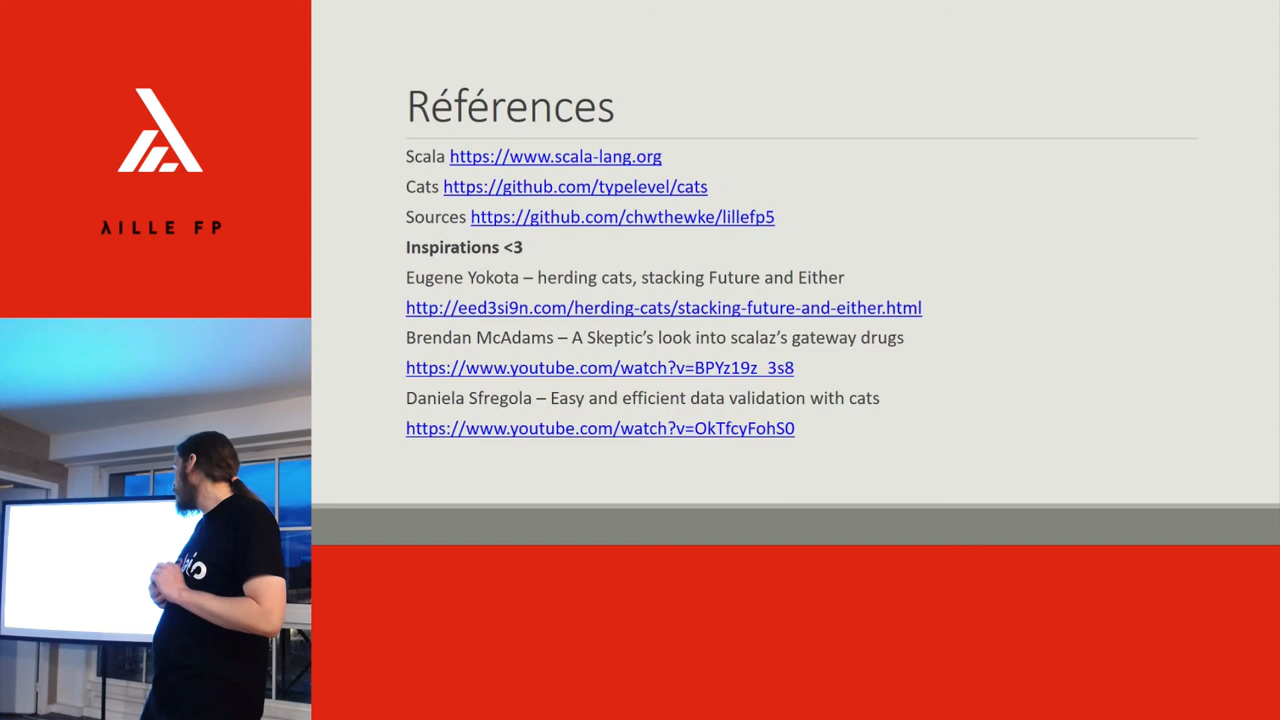 λILLE FP
Références
Scala https://www.scala-lang.org
Cats https://github.com/typelevel/cats
Sources https://github.com/chwthewke/lillefp5
Inspirations <3
Eugene Yokota – herding cats, stacking Future and Either
http://eed3si9n.com/herding-cats/stacking-future-and-either.html
Brendan McAdams – A Skeptic's look into scalaz's gateway drugs
https://www.youtube.com/watch?v=BPYz19z_3s8
Daniela Sfregola – Easy and efficient data validation with cats
https://www.youtube.com/watch?v=OkTfcyFohS0